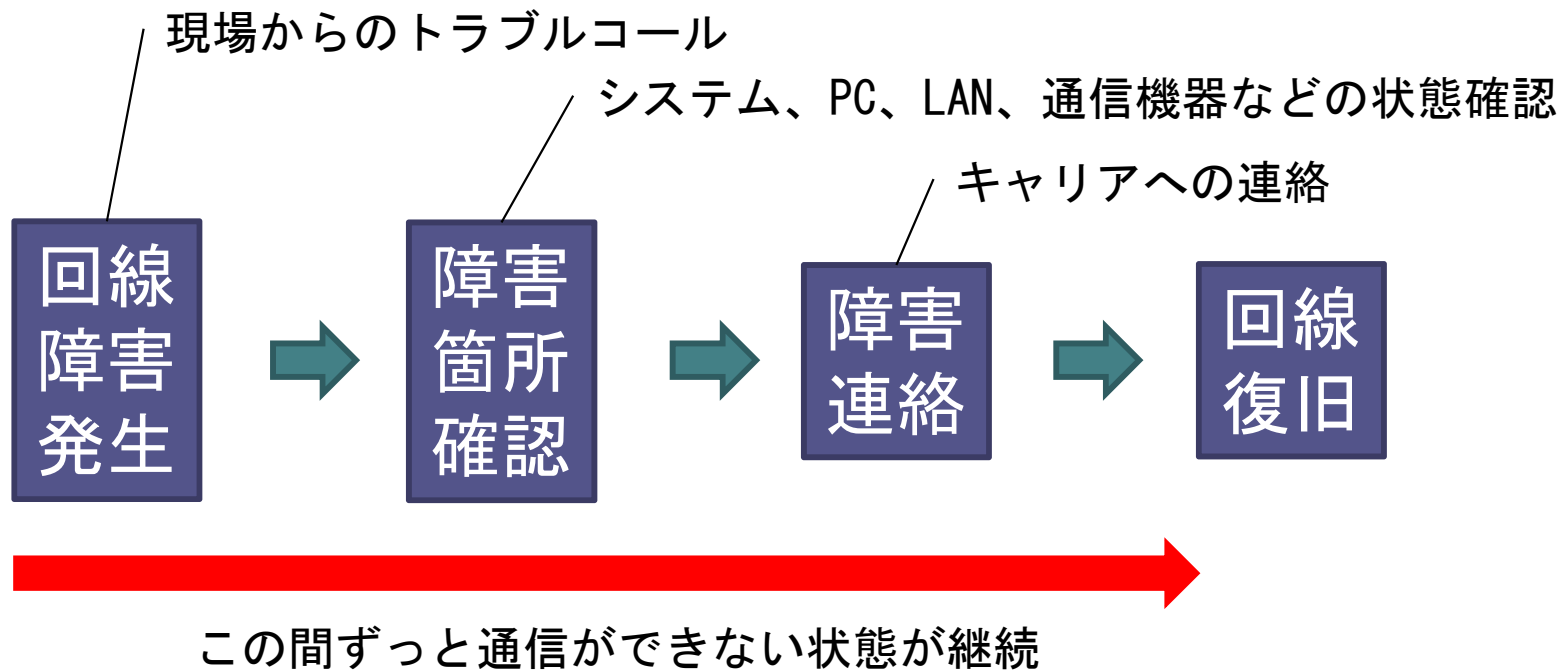 現場からのトラブルコール
システム、PC、LAN、通信機器などの状態確認
キャリアへの連絡
回線
障害
発生
障害
箇所
確認
障害
連絡
回線
復旧
この間ずっと通信ができない状態が継続